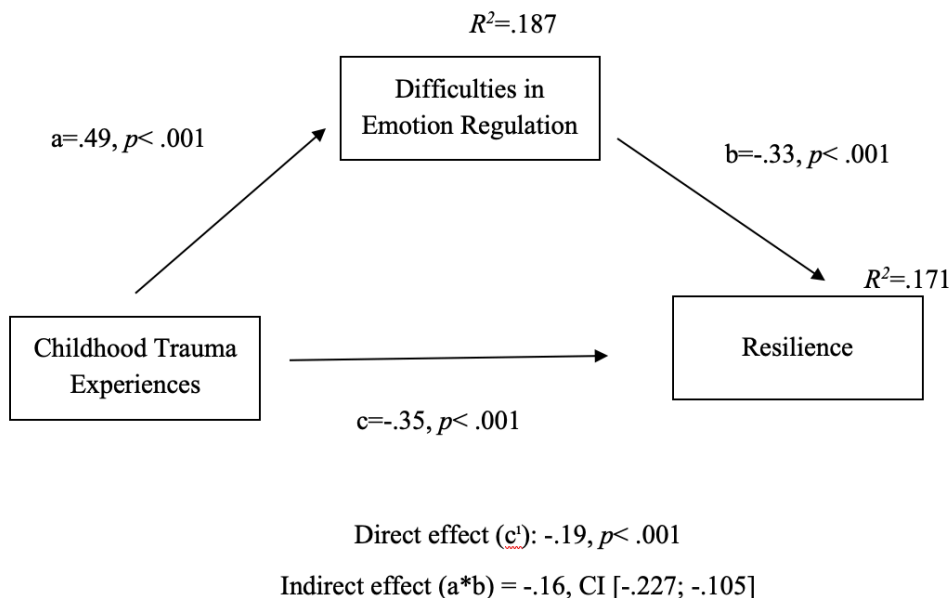 R²=.187
Difficulties in
Emotion Regulation
a=.49, p< .001
b=-.33, p< .001
R²=.171
Childhood Trauma
Experiences
Resilience
c=-.35, p< .001
Direct effect (c¹): -.19, p< .001
Indirect effect (a*b) = -.16, CI [-.227; -.105]